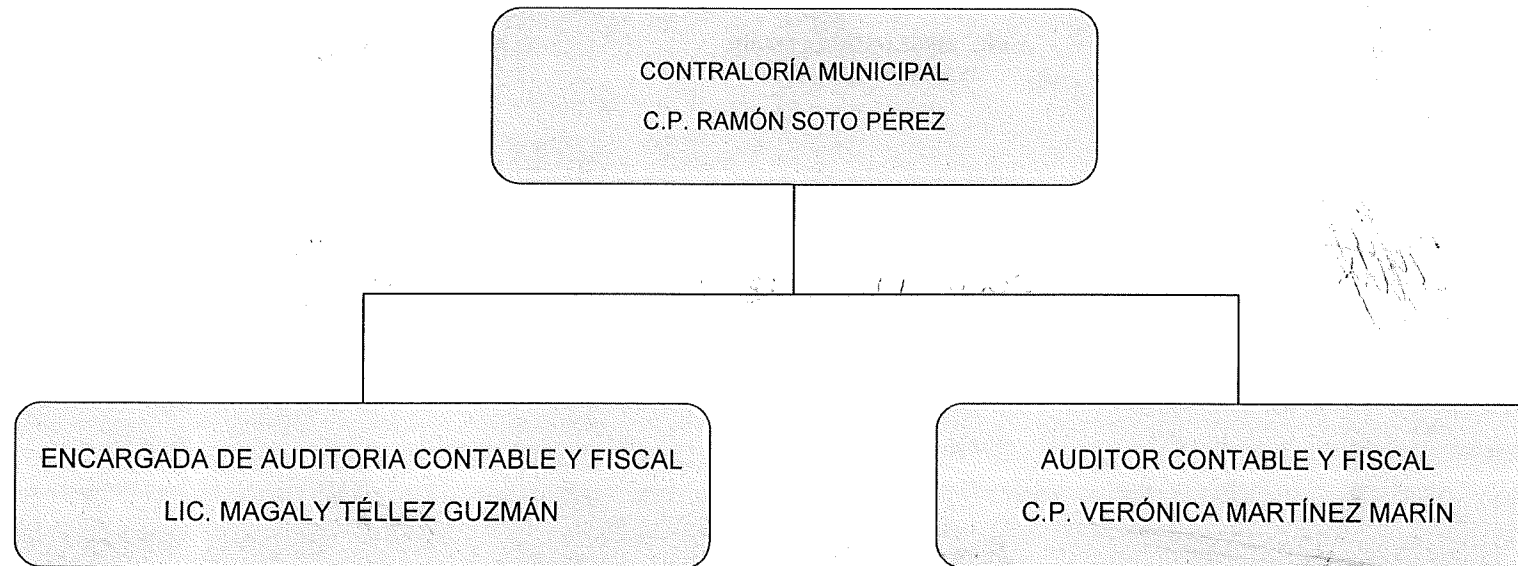 CONTRALORÍA MUNICIPAL
C.P. RAMÓN SOTO PÉREZ
ENCARGADA DE AUDITORIA CONTABLE Y FISCAL
LIC. MAGALY TÉLLEZ GUZMÁN
AUDITOR CONTABLE Y FISCAL
C.P. VERÓNICA MARTÍNEZ MARÍN